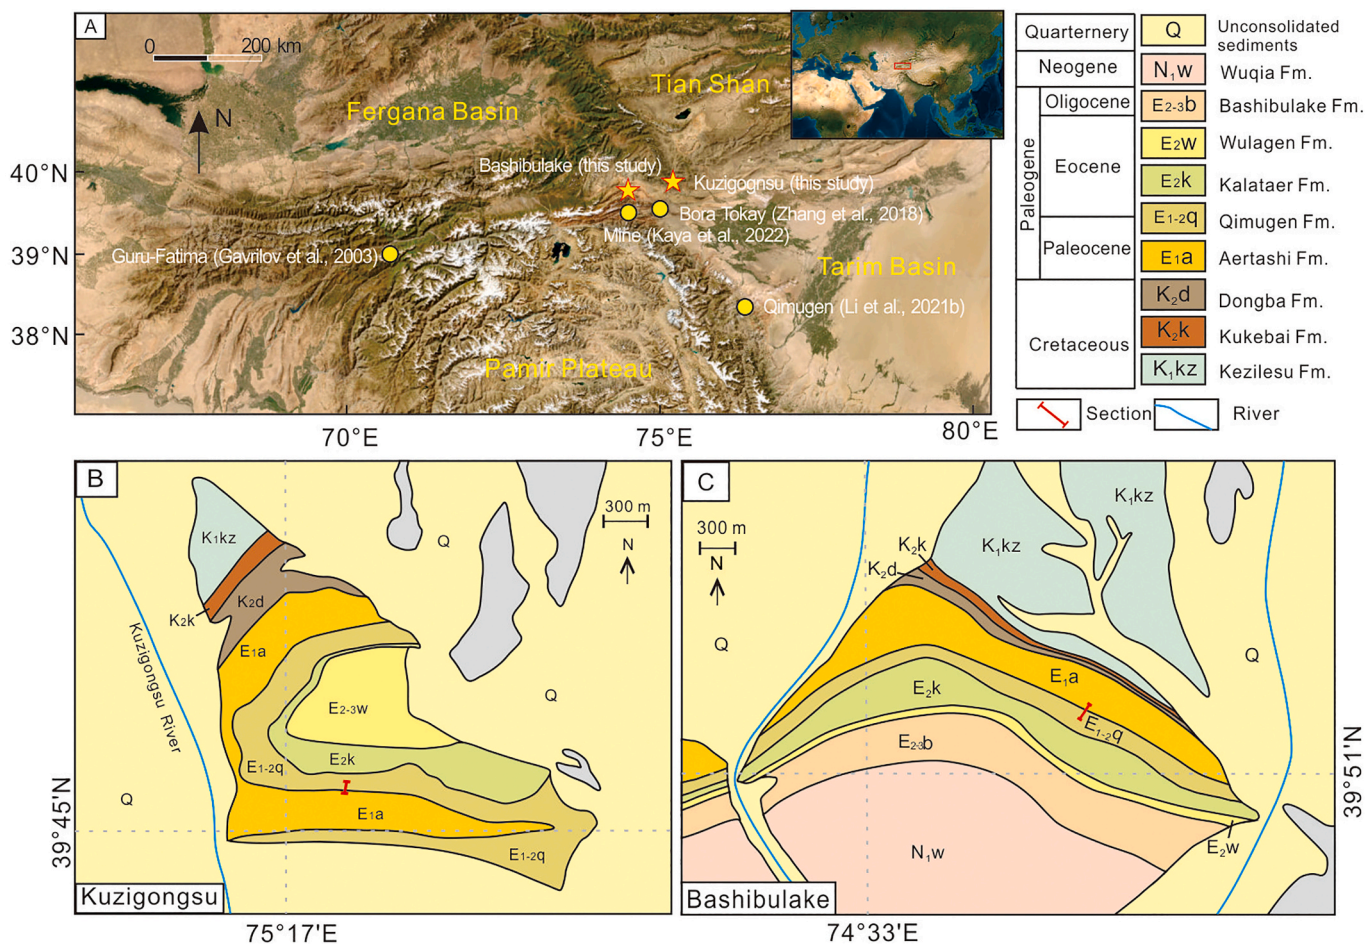 A
0 200 km
N
Fergana Basin
Tian Shan
Bashibulake (this study)
Kuzigognsu (this study)
Bora Tokay (Zhang et al., 2018)
Mine (Kaya et al., 2022)
Guru-Fatima (Gavrilov et al., 2003)
Tarim Basin
Qimugen (Li et al., 2021b)
Pamir Plateau
40°N
39°N
38°N
70°E
75°E
80°E
Quarternery
Q
Unconsolidated
sediments
Neogene
N1w
Wuqia Fm.
Paleogene
Oligocene
E2-3b
Bashibulake Fm.
Eocene
E2w
Wulagen Fm.
E2k
Kalataer Fm.
E1-2q
Qimugen Fm.
Paleocene
E1a
Aertashi Fm.
Cretaceous
K2d
Dongba Fm.
K2k
Kukebai Fm.
K1kz
Kezilesu Fm.
Section
River
B
K1kz
K2k
K2d
E1a
Q
300 m
N
Kuzigongsu River
E2-3w
Q
E2k
E1-2q
Q
E1a
E1-2q
39°45'N
Kuzigongsu
75°17'E
C
300 m
N
K1kz
K1kz
K2k
K2d
Q
Q
E1a
E2k
E1-2q
E2-3b
E2w
N1w
39°51'N
Bashibulake
74°33'E